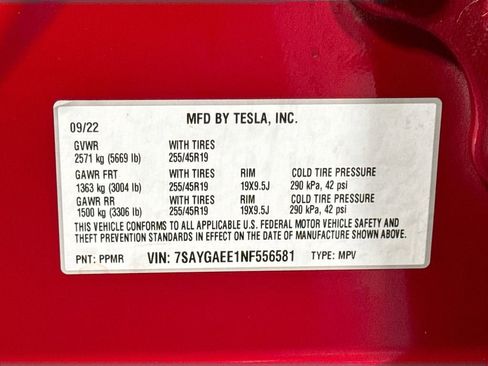 09/22 MFD BY TESLA, INC.
GVWR WITH TIRES
2571 kg (5669 lb) 255/45R19
GAWR FRT WITH TIRES RIM COLD TIRE PRESSURE
1363 kg (3004 lb) 255/45R19 19X9.5J 290 kPa, 42 psi
GAWR RR WITH TIRES RIM COLD TIRE PRESSURE
1500 kg (3306 lb) 255/45R19 19X9.5J 290 kPa, 42 psi
THIS VEHICLE CONFORMS TO ALL APPLICABLE U.S. FEDERAL MOTOR VEHICLE SAFETY AND
THEFT PREVENTION STANDARDS IN EFFECT ON THE DATE OF MANUFACTURE SHOWN ABOVE.
PNT: PPMR VIN: 7SAYGAEE1NF556581 TYPE: MPV